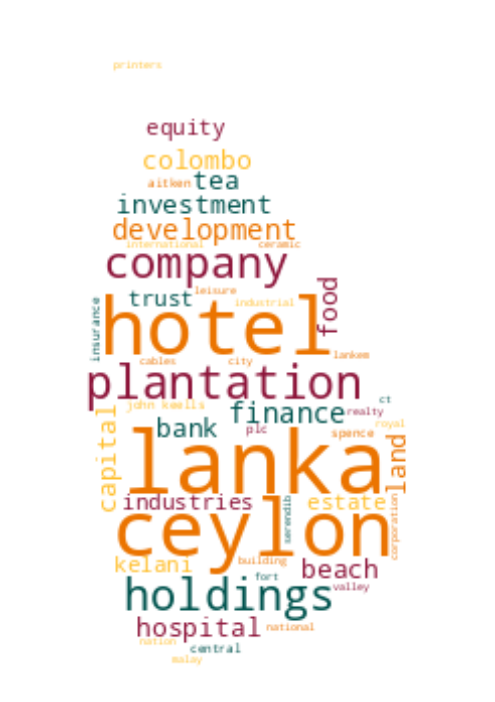 printers
equity
colombo
aitken tea
investment
development
international ceramic
company
leisure
trust industrial
food
insurance
hotel
lankem
cables city
plantation
ct
john keells
finance realty
capital
bank plc royal
spence
lanka
land
industries estate
serendib
corporation
ceylon
kelani building beach
fort
holdings valley
hospital national
nation central
malay